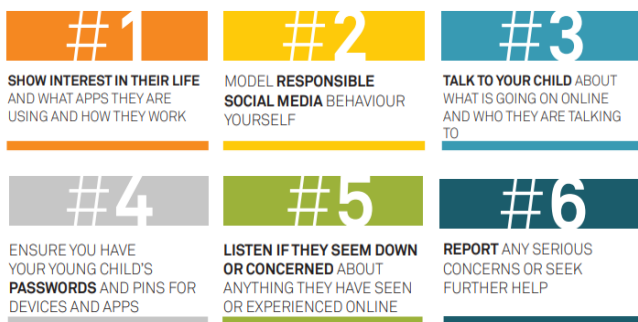 #1
SHOW INTEREST IN THEIR LIFE
AND WHAT APPS THEY ARE
USING AND HOW THEY WORK
#2
MODEL RESPONSIBLE
SOCIAL MEDIA BEHAVIOUR
YOURSELF
#3
TALK TO YOUR CHILD ABOUT
WHAT IS GOING ON ONLINE
AND WHO THEY ARE TALKING
TO
#4
ENSURE YOU HAVE
YOUR YOUNG CHILD'S
PASSWORDS AND PINS FOR
DEVICES AND APPS
#5
LISTEN IF THEY SEEM DOWN
OR CONCERNED ABOUT
ANYTHING THEY HAVE SEEN
OR EXPERIENCED ONLINE
#6
REPORT ANY SERIOUS
CONCERNS OR SEEK
FURTHER HELP